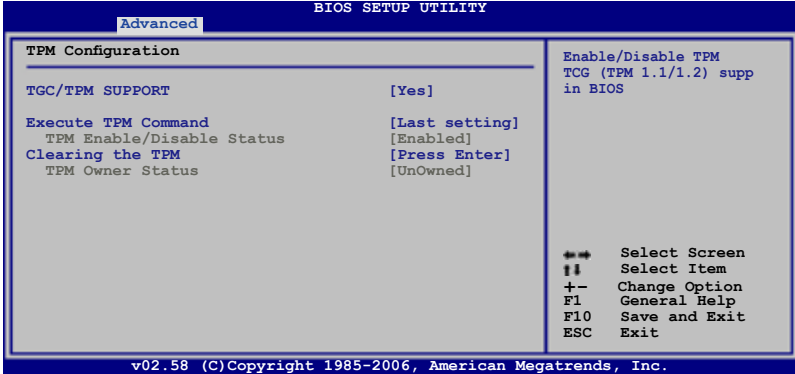 BIOS SETUP UTILITY
Advanced
TPM Configuration
TGC/TPM SUPPORT [Yes]
Execute TPM Command [Last setting]
TPM Enable/Disable Status [Enabled]
Clearing the TPM [Press Enter]
TPM Owner Status [UnOwned]
Enable/Disable TPM
TCG (TPM 1.1/1.2) supp
in BIOS
←→ Select Screen
↑↓ Select Item
+- Change Option
F1 General Help
F10 Save and Exit
ESC Exit
v02.58 (C)Copyright 1985-2006, American Megatrends, Inc.